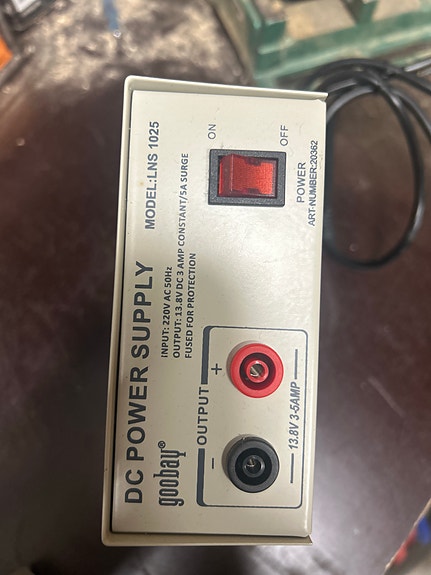 DC POWER SUPPLY
MODEL:LNS 1025
goobay®
INPUT: 220V AC 50Hz
OUTPUT: 13.8V DC 3 AMP CONSTANT/5A SURGE
FUSED FOR PROTECTION
ON
OFF
POWER
ART-NUMBER:20362
OUTPUT
- +
13.8V 3-5AMP